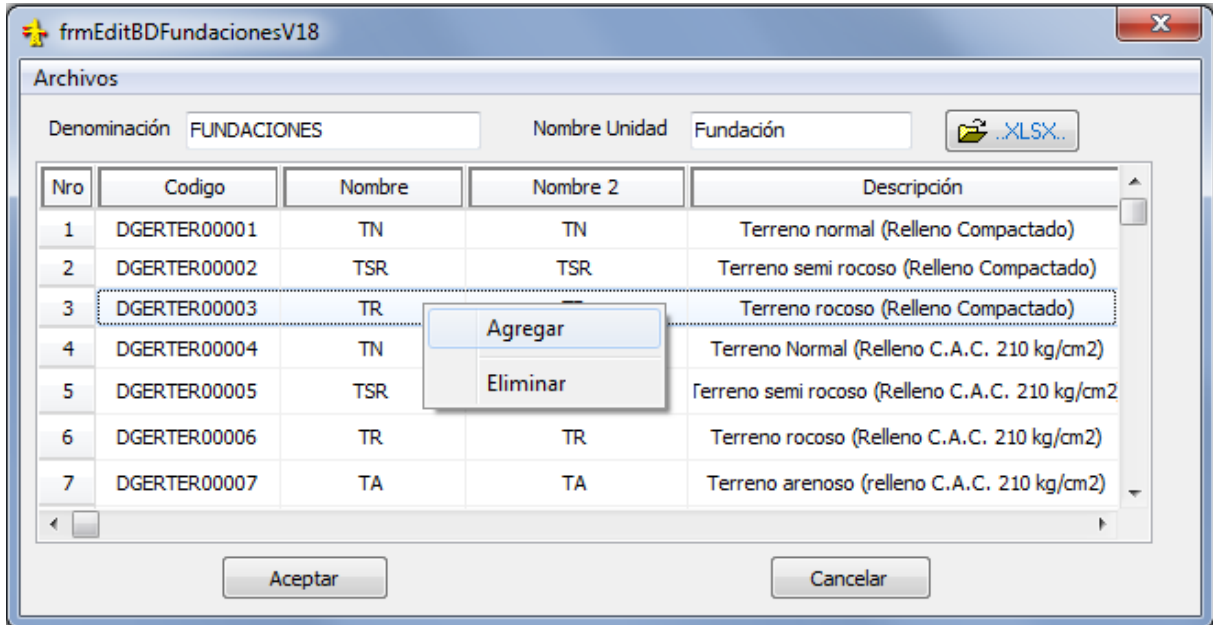 frmEditBDFundacionesV18
Archivos
Denominación FUNDACIONES Nombre Unidad Fundación ..XLSX..
Nro Codigo Nombre Nombre 2 Descripción
1 DGERTER00001 TN TN Terreno normal (Relleno Compactado)
2 DGERTER00002 TSR TSR Terreno semi rocoso (Relleno Compactado)
3 DGERTER00003 TR Terreno rocoso (Relleno Compactado)
Agregar
4 DGERTER00004 TN Terreno Normal (Relleno C.A.C. 210 kg/cm2)
Eliminar
5 DGERTER00005 TSR Terreno semi rocoso (Relleno C.A.C. 210 kg/cm2
6 DGERTER00006 TR TR Terreno rocoso (Relleno C.A.C. 210 kg/cm2)
7 DGERTER00007 TA TA Terreno arenoso (relleno C.A.C. 210 kg/cm2)
Aceptar Cancelar